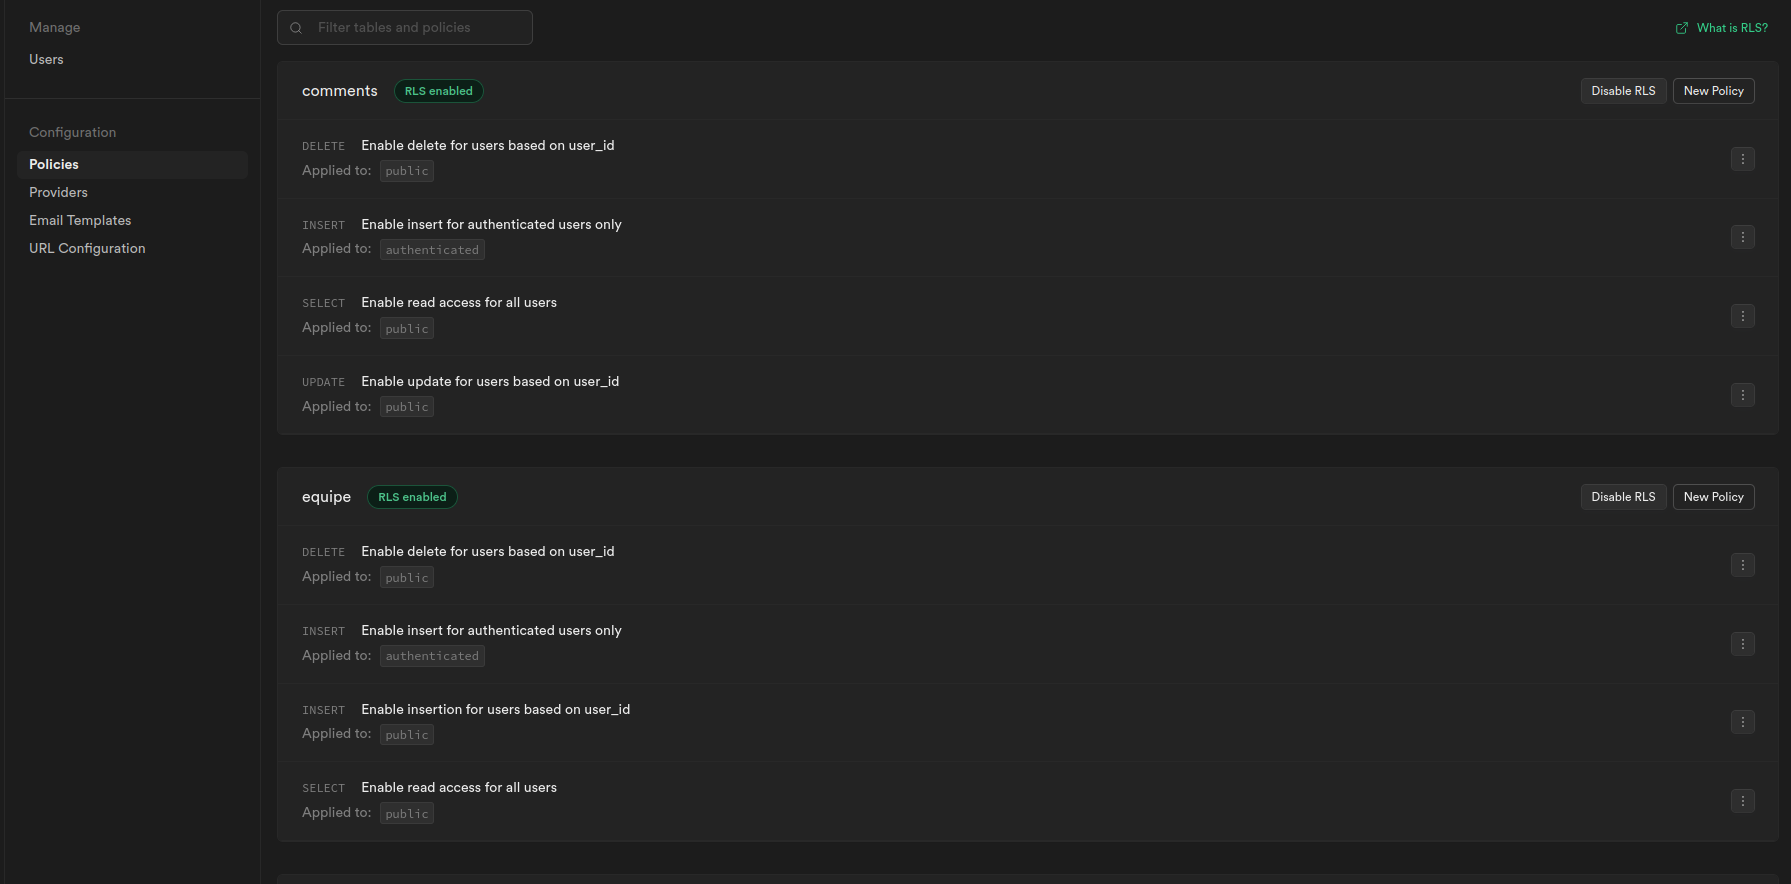 Manage
Users
Configuration
Policies
Providers
Email Templates
URL Configuration
Filter tables and policies
What is RLS?
comments RLS enabled Disable RLS New Policy
DELETE Enable delete for users based on user_id
Applied to: public
INSERT Enable insert for authenticated users only
Applied to: authenticated
SELECT Enable read access for all users
Applied to: public
UPDATE Enable update for users based on user_id
Applied to: public
equipe RLS enabled Disable RLS New Policy
DELETE Enable delete for users based on user_id
Applied to: public
INSERT Enable insert for authenticated users only
Applied to: authenticated
INSERT Enable insertion for users based on user_id
Applied to: public
SELECT Enable read access for all users
Applied to: public